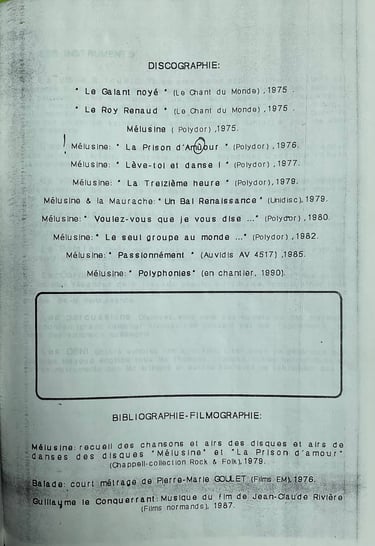 DISCOGRAPHIE:
" Le Galant noyé " (Le Chant du Monde) ,1975 .
" Le Roy Renaud " (Le Chant du Monde) ,1975 .
Mélusine ( Polydor) ,1975.
! Mélusine: " La Prison d'Amour " (Polydor) ,1976.
Mélusine: " Lève-toi et danse ! " (Polydor) ,1977.
Mélusine: " La Treizième heure " (Polydor) ,1979.
Mélusine & la Maurache: " Un Bal Renaissance " (Unidisc), 1979.
Mélusine: " Voulez-vous que je vous dise ..." (Polydor) , 1980.
Mélusine: " Le seul groupe au monde ..." (Polydor) , 1982.
Mélusine: " Passionnément " (Auvidis AV 4517) , 1985.
Mélusine: " Polyphonies" (en chantier, 1990).
BIBLIOGRAPHIE-FILMOGRAPHIE:
Mélusine: recueil des chansons et airs des disques et airs de
danses des disques "Mélusine" et "La Prison d'amour"
(Chappell-collection Rock & Folk), 1979.
Balade: court métrage de Pierre-Marie GOULET (Films EM), 1976.
Guillaume le Conquerrant: Musique du fim de Jean-Claude Rivière
(Films normands), 1987.